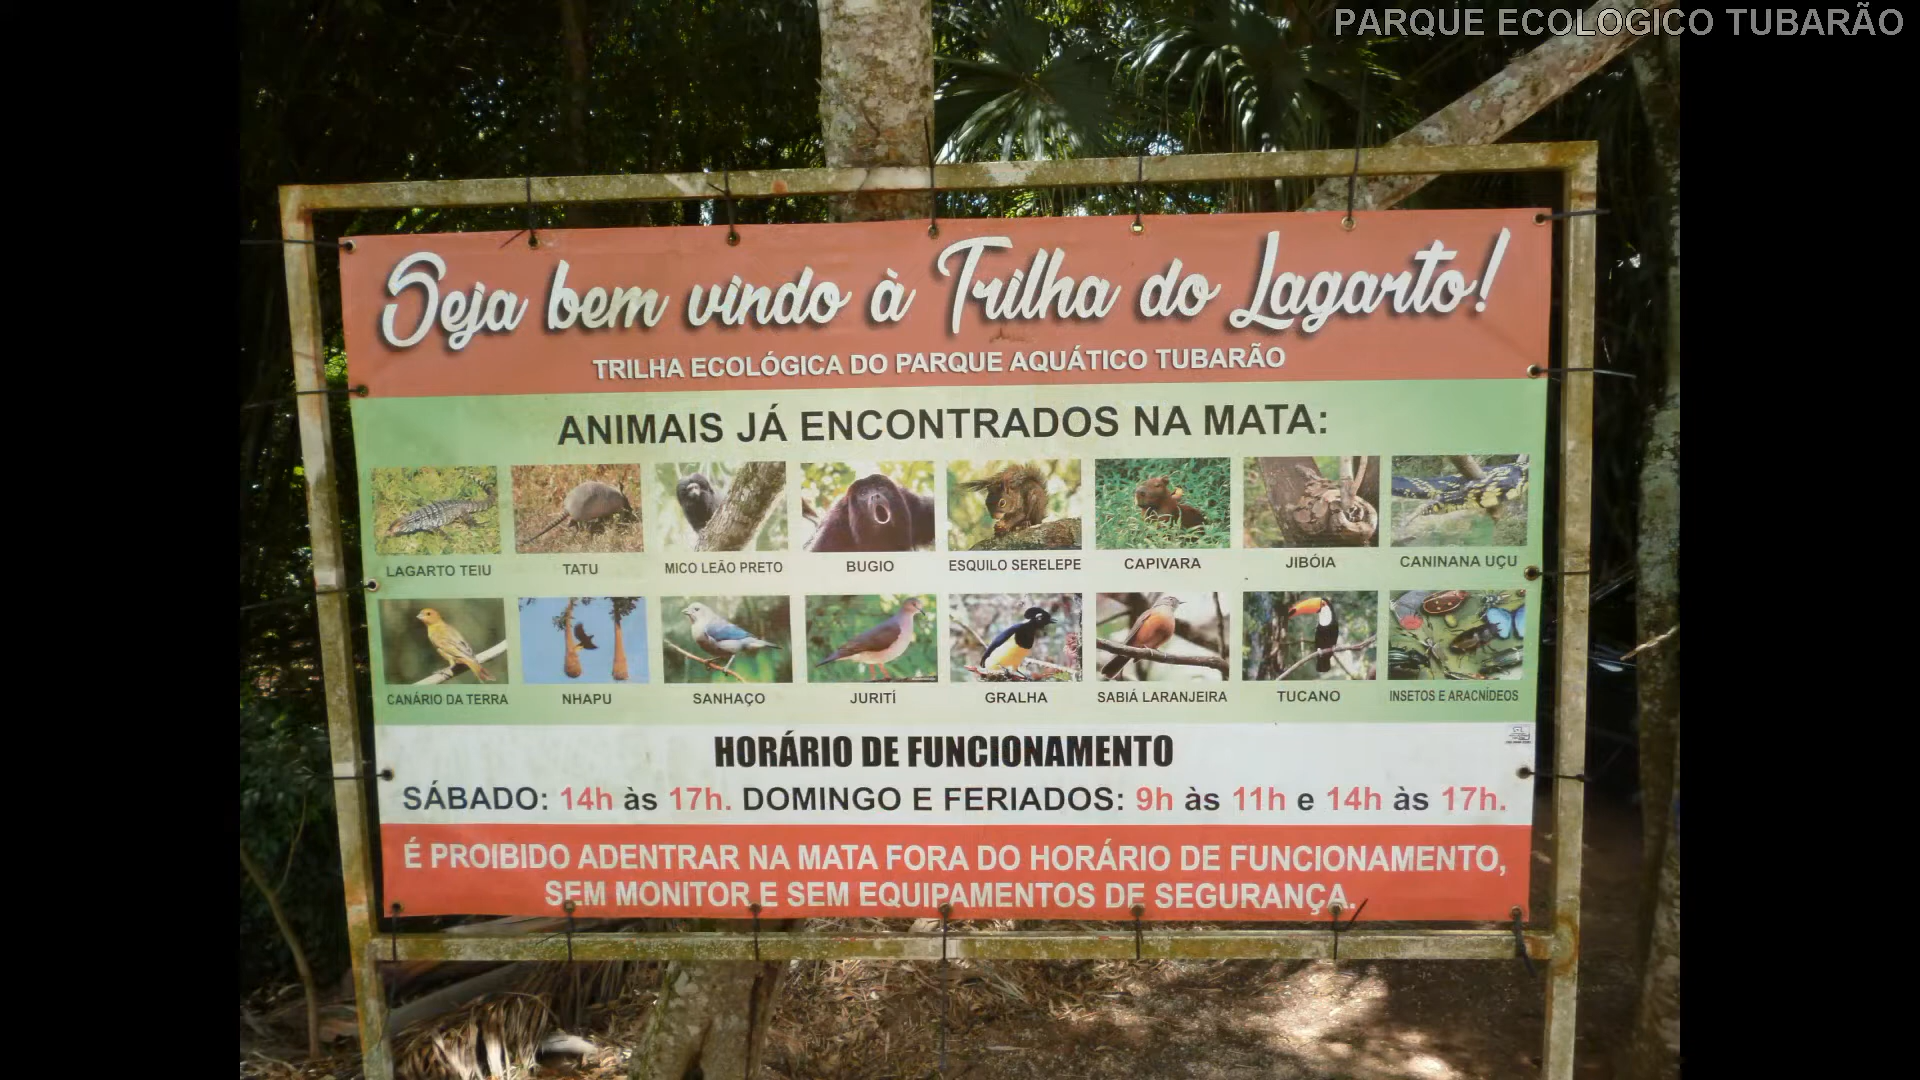 PARQUE ECOLOGICO TUBARÃO
Seja bem vindo à Trilha do Lagarto!
TRILHA ECOLÓGICA DO PARQUE AQUÁTICO TUBARÃO
ANIMAIS JÁ ENCONTRADOS NA MATA:
LAGARTO TEIU TATU MICO LEÃO PRETO BUGIO ESQUILO SERELEPE CAPIVARA JIBÓIA CANINANA UÇU
CANÁRIO DA TERRA NHAPU SANHAÇO JURITÍ GRALHA SABIÁ LARANJEIRA TUCANO INSETOS E ARACNÍDEOS
HORÁRIO DE FUNCIONAMENTO
SÁBADO: 14h às 17h. DOMINGO E FERIADOS: 9h às 11h e 14h às 17h.
É PROIBIDO ADENTRAR NA MATA FORA DO HORÁRIO DE FUNCIONAMENTO,
SEM MONITOR E SEM EQUIPAMENTOS DE SEGURANÇA.